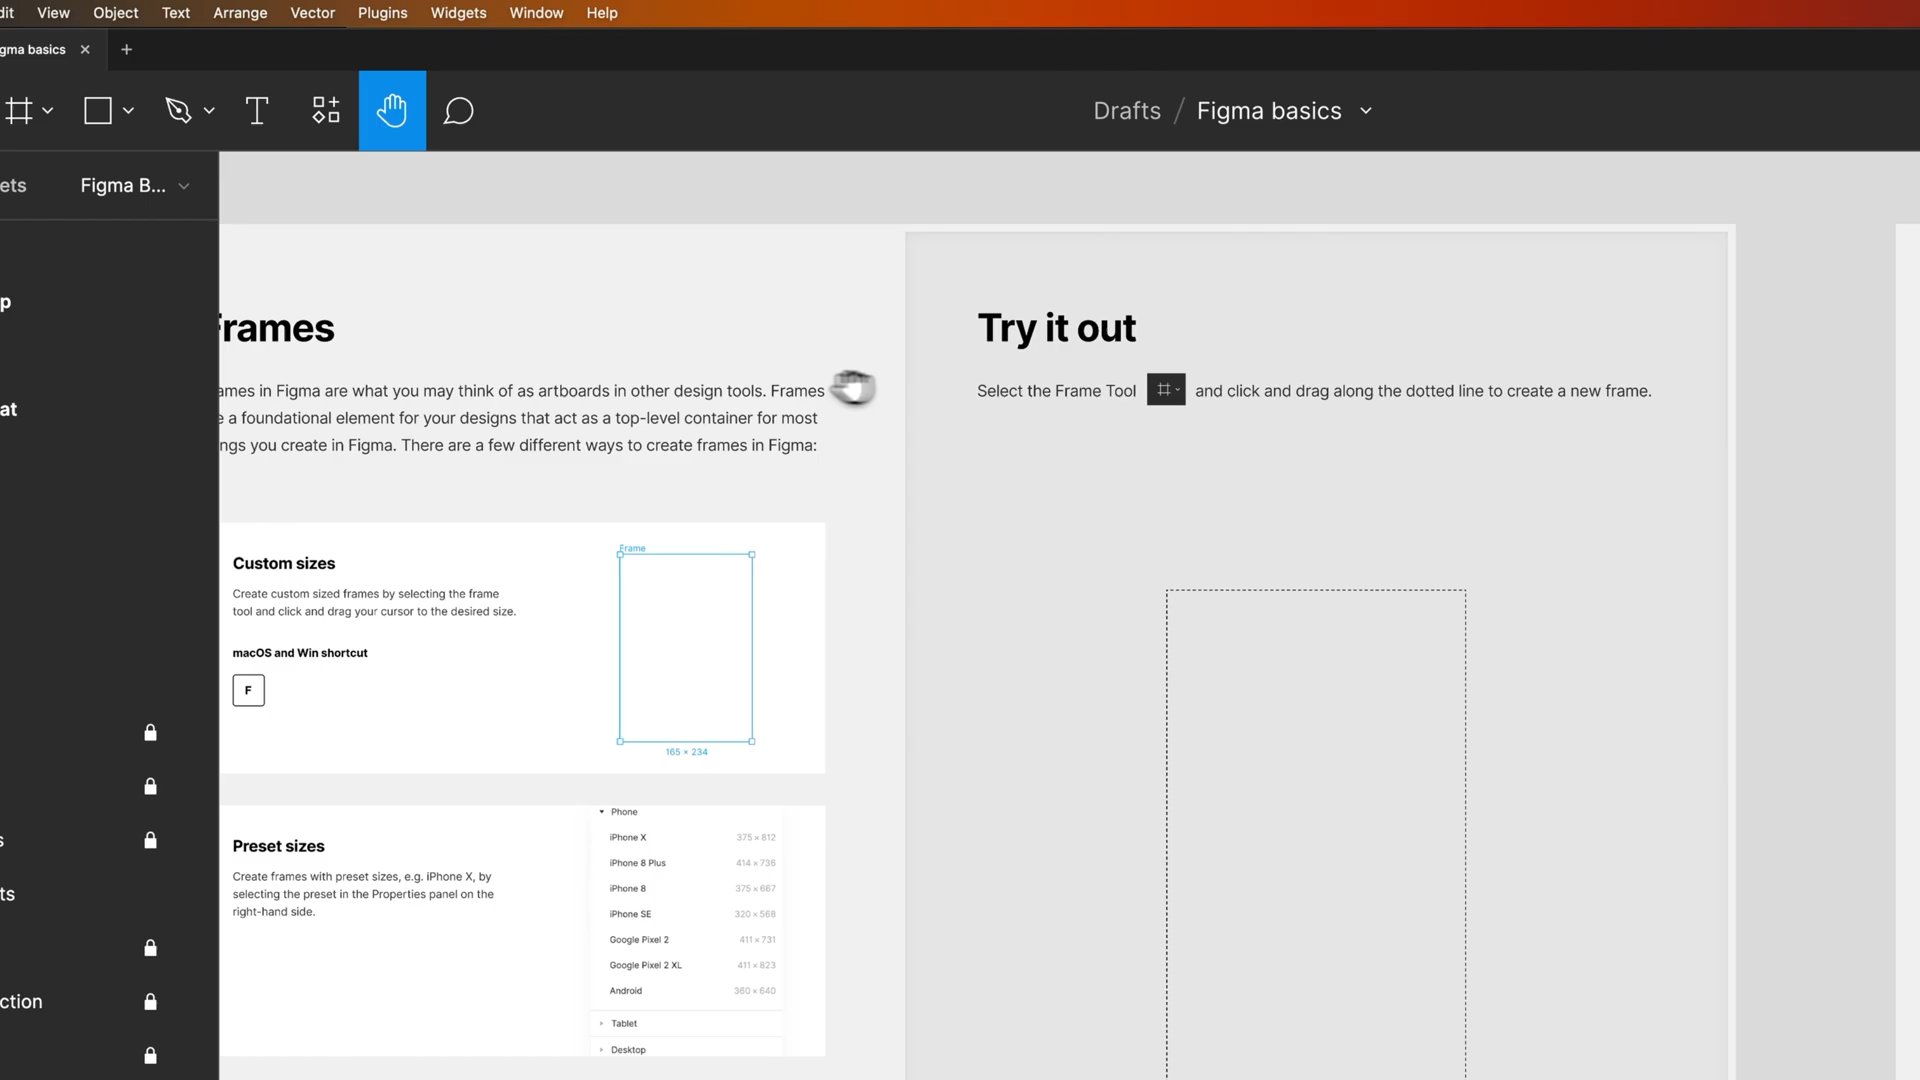 dit View Object Text Arrange Vector Plugins Widgets Window Help
gma basics
T
Drafts / Figma basics
ets Figma B...
p
at
s
ts
ction
Frames
ames in Figma are what you may think of as artboards in other design tools. Frames
e a foundational element for your designs that act as a top-level container for most
ngs you create in Figma. There are a few different ways to create frames in Figma:
Custom sizes
Create custom sized frames by selecting the frame
tool and click and drag your cursor to the desired size.
macOS and Win shortcut
F
Frame
165 × 234
Preset sizes
Create frames with preset sizes, e.g. iPhone X, by
selecting the preset in the Properties panel on the
right-hand side.
Phone
iPhone X 375 × 812
iPhone 8 Plus 414 × 736
iPhone 8 375 × 667
iPhone SE 320 × 568
Google Pixel 2 411 × 731
Google Pixel 2 XL 411 × 823
Android 360 × 640
Tablet
Desktop
Try it out
Select the Frame Tool and click and drag along the dotted line to create a new frame.